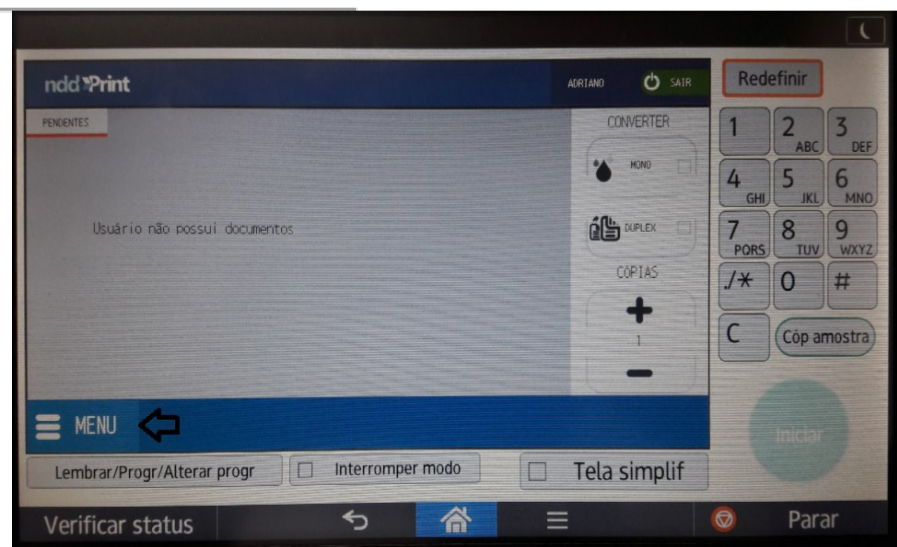 ndd Print
ADRIANO
SAIR
Redefinir
PENDENTES
CONVERTER
MONO
DUPLEX
Usuário não possui documentos
CÓPIAS
1
MENU
1
2 ABC
3 DEF
4 GHI
5 JKL
6 MNO
7 PQRS
8 TUV
9 WXYZ
./*
0
#
C
Cóp amostra
Iniciar
Lembrar/Progr/Alterar progr
Interromper modo
Tela simplif
Verificar status
Parar